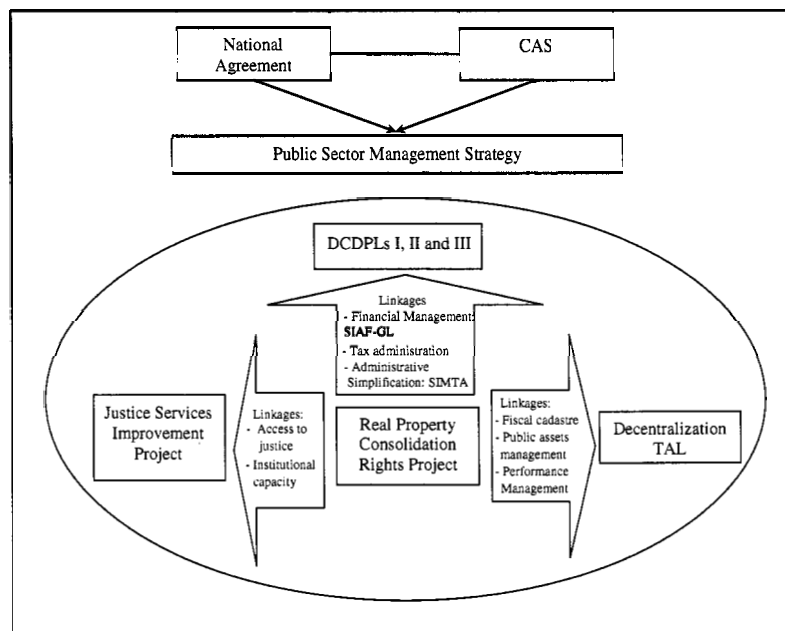 National
Agreement
CAS
Public Sector Management Strategy
DCDPLs I, II and III
Linkages
- Financial Management:
SIAF-GL
- Tax administration
- Administrative
Simplification: SIMTA
Justice Services
Improvement
Project
Linkages:
- Access to
justice
- Institutional
capacity
Real Property
Consolidation
Rights Project
Linkages:
- Fiscal cadastre
- Public assets
management
- Performance
Management
Decentralization
TAL